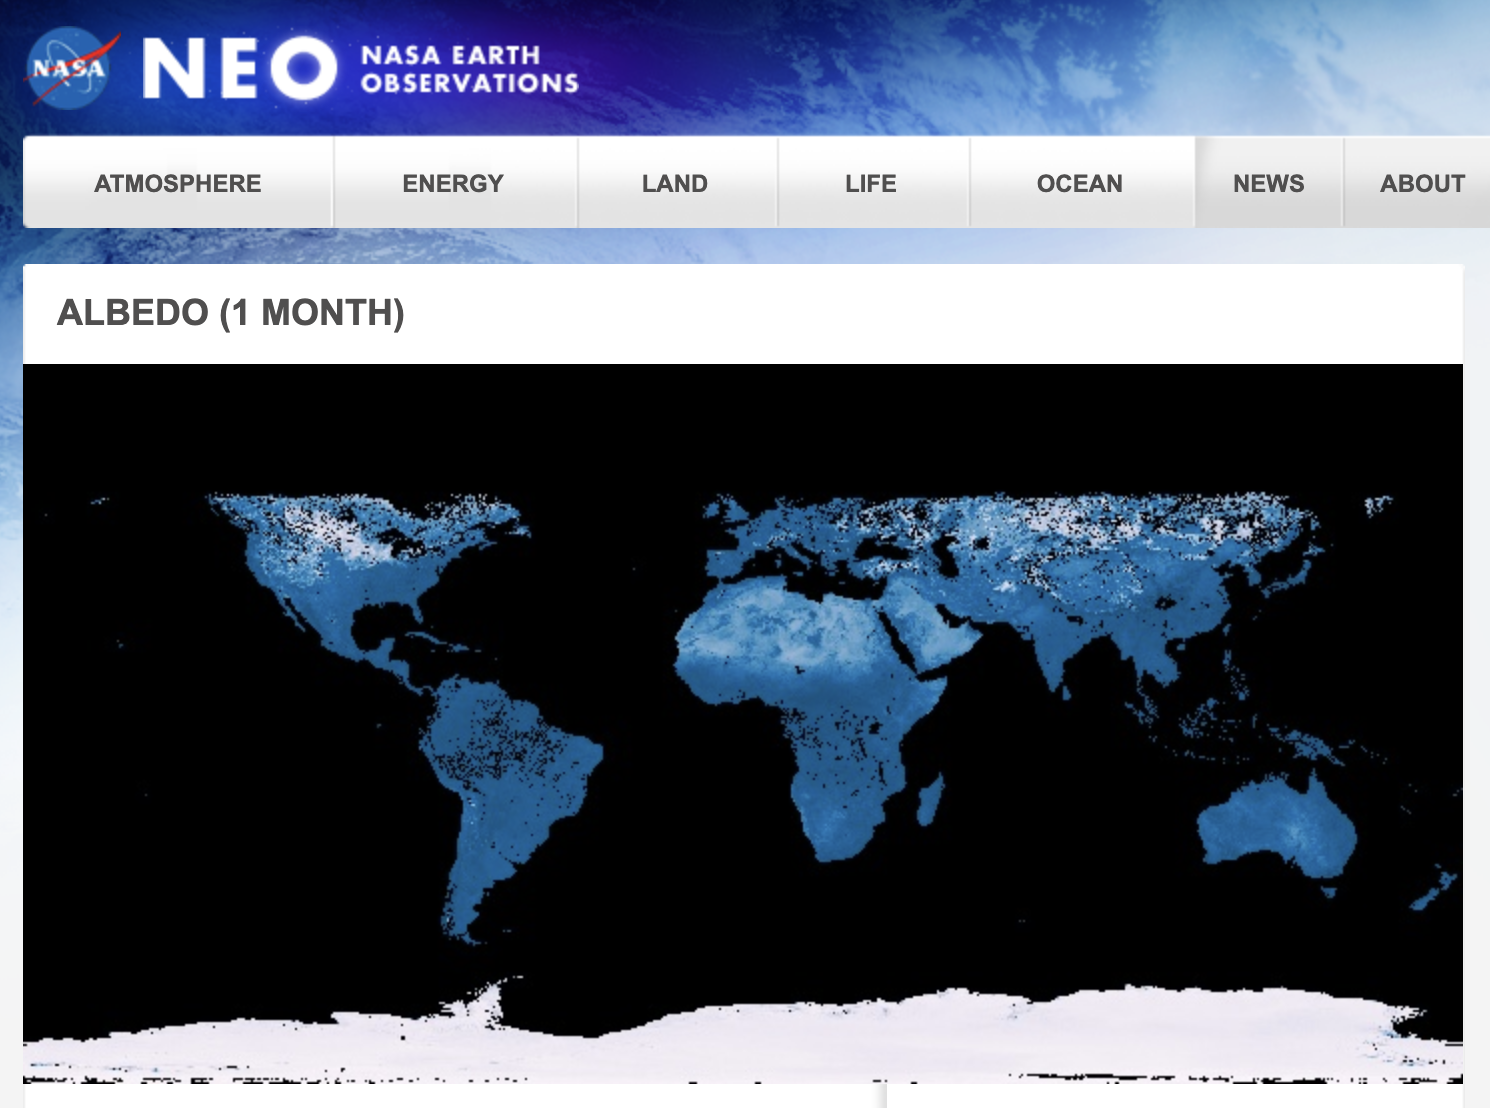 NASA
NEO
NASA EARTH
OBSERVATIONS
ATMOSPHERE
ENERGY
LAND
LIFE
OCEAN
NEWS
ABOUT
ALBEDO (1 MONTH)